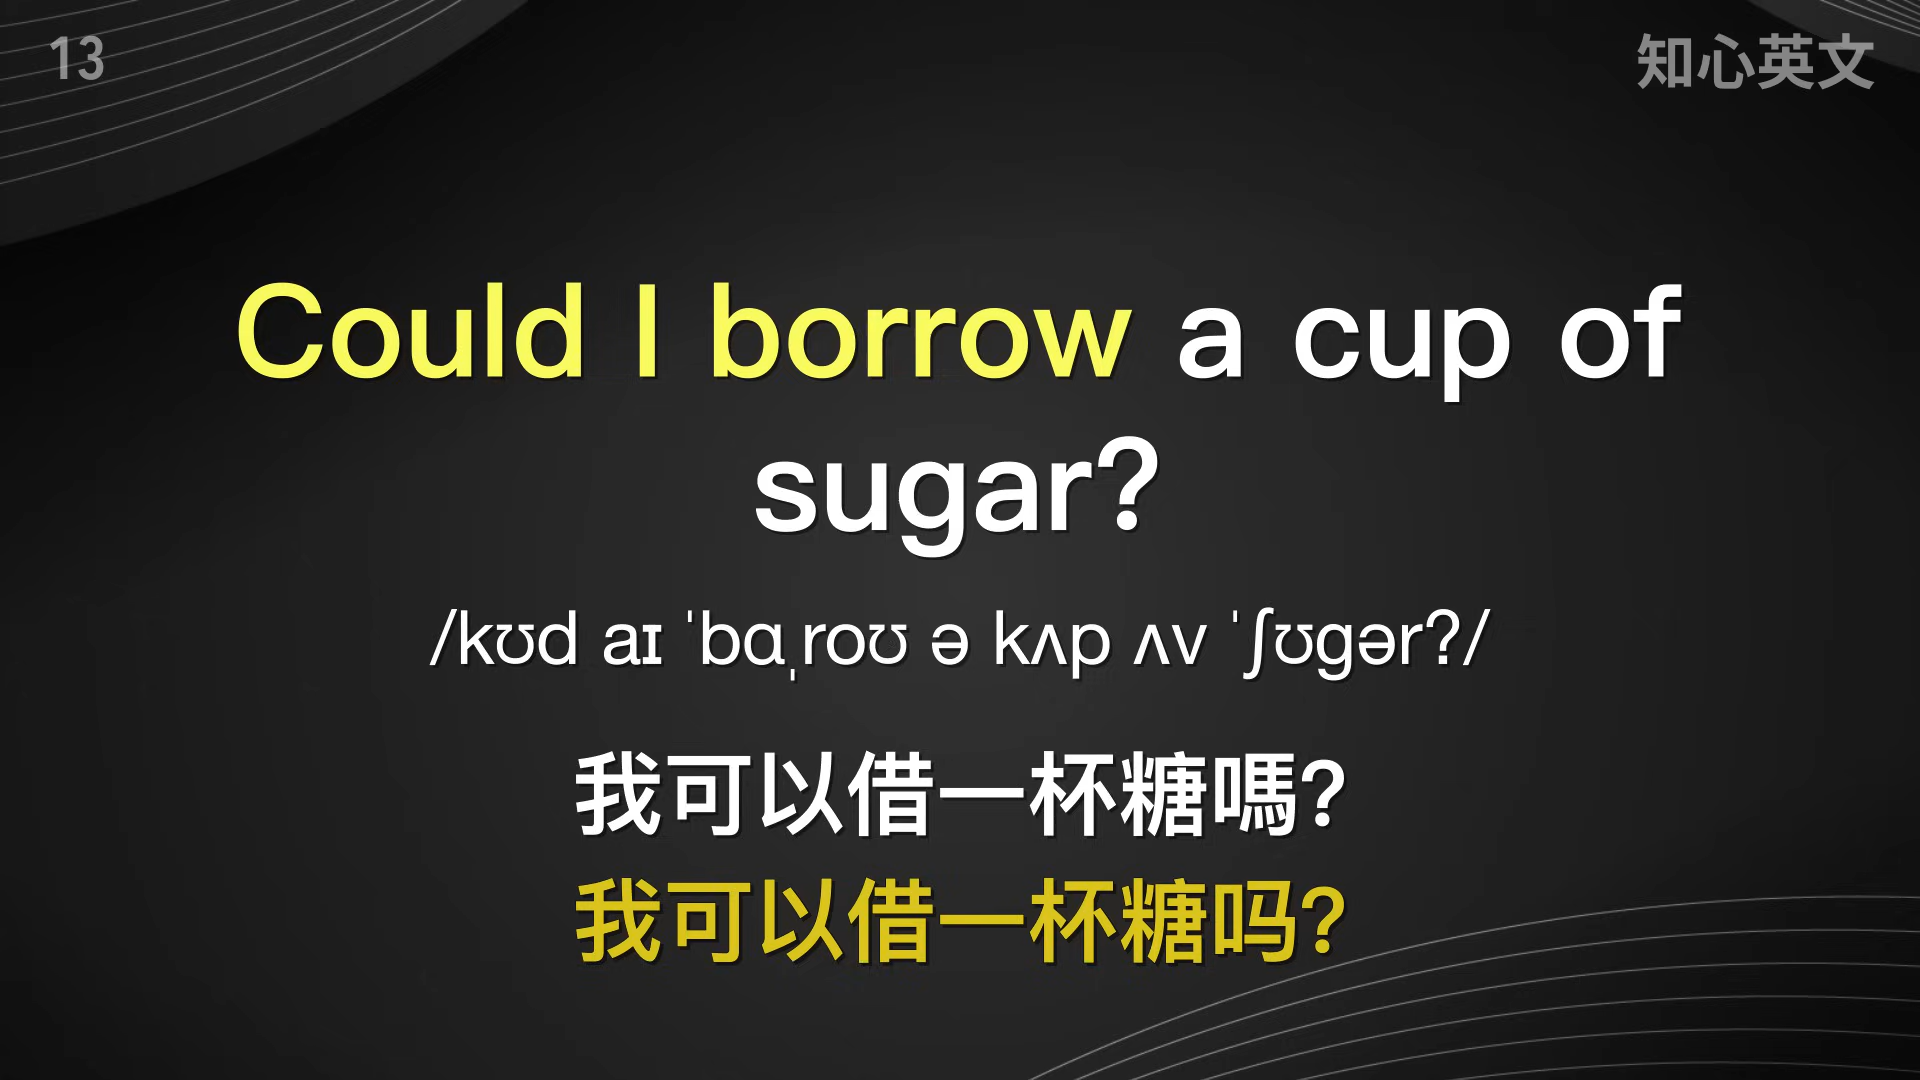 13
知心英文
Could I borrow a cup of
sugar?
/kʊd aɪ ˈbɑˌroʊ ə kʌp ʌv ˈʃʊgər?/
我可以借一杯糖嗎?
我可以借一杯糖吗?